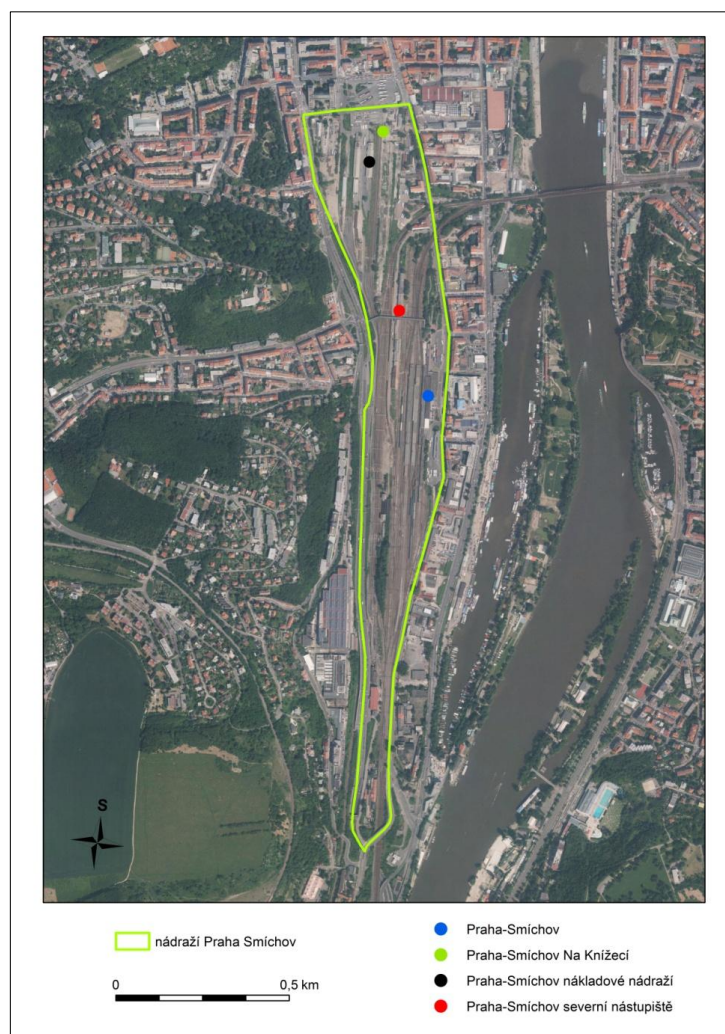 S
nádraží Praha Smíchov
0 0,5 km
Praha-Smíchov
Praha-Smíchov Na Knížecí
Praha-Smíchov nákladové nádraží
Praha-Smíchov severní nástupiště